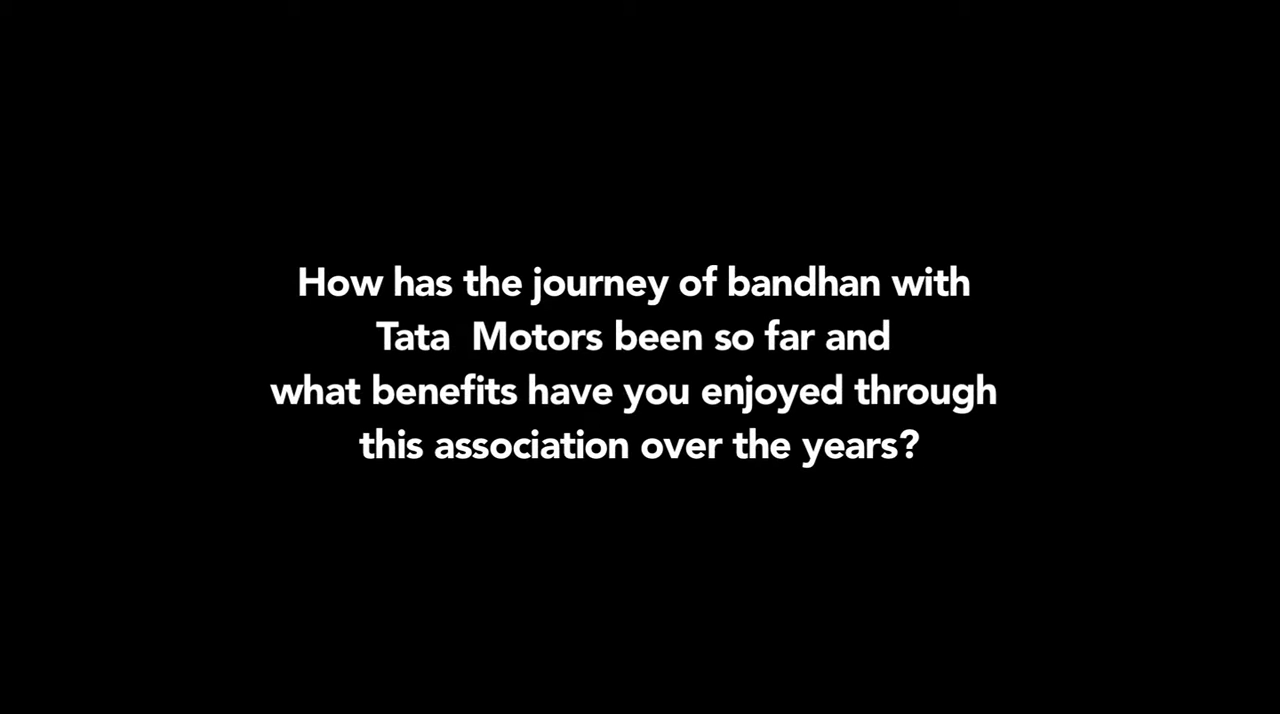 How has the journey of bandhan with
Tata  Motors been so far and
what benefits have you enjoyed through
this association over the years?